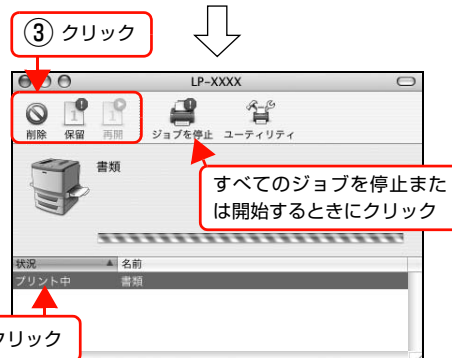 ③ クリック
LP-XXXX
削除 保留 再開 ジョブを停止 ユーティリティ
書類
すべてのジョブを停止また
は開始するときにクリック
状況 名前
プリント中 書類
クリック